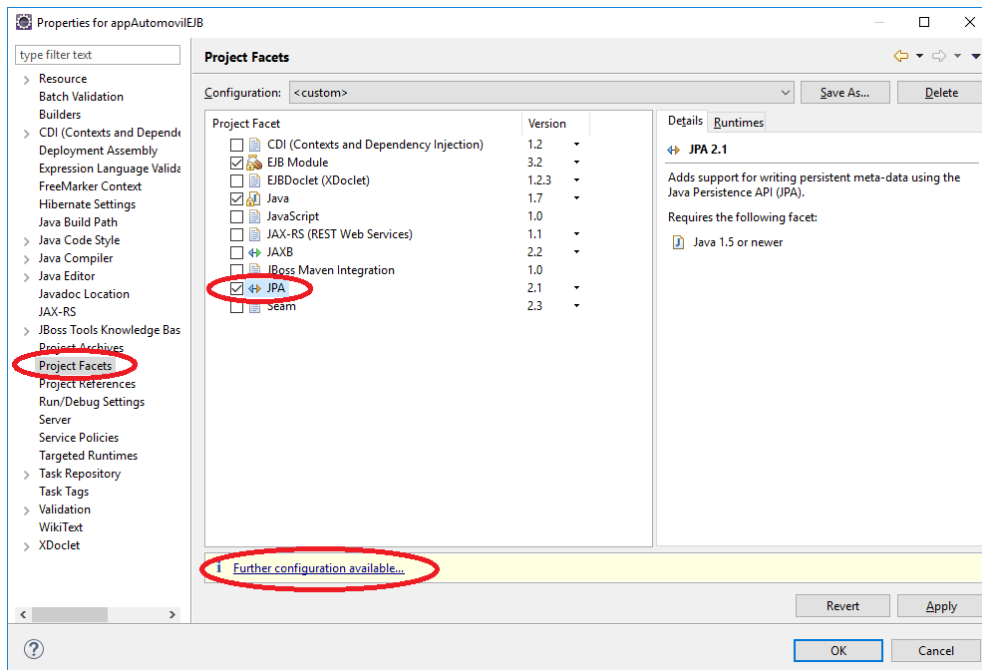 Properties for appAutomovilEJB
type filter text
Resource
Batch Validation
Builders
CDI (Contexts and Depende
Deployment Assembly
Expression Language Valida
FreeMarker Context
Hibernate Settings
Java Build Path
Java Code Style
Java Compiler
Java Editor
Javadoc Location
JAX-RS
JBoss Tools Knowledge Bas
Project Archives
Project Facets
Project References
Run/Debug Settings
Server
Service Policies
Targeted Runtimes
Task Repository
Task Tags
Validation
WikiText
XDoclet
Project Facets
Configuration: <custom> Save As... Delete
Project Facet Version
CDI (Contexts and Dependency Injection) 1.2
EJB Module 3.2
EJBDoclet (XDoclet) 1.2.3
Java 1.7
JavaScript 1.0
JAX-RS (REST Web Services) 1.1
JAXB 2.2
JBoss Maven Integration 1.0
JPA 2.1
Seam 2.3
Details Runtimes
JPA 2.1
Adds support for writing persistent meta-data using the
Java Persistence API (JPA).
Requires the following facet:
Java 1.5 or newer
i Further configuration available...
Revert Apply
? OK Cancel